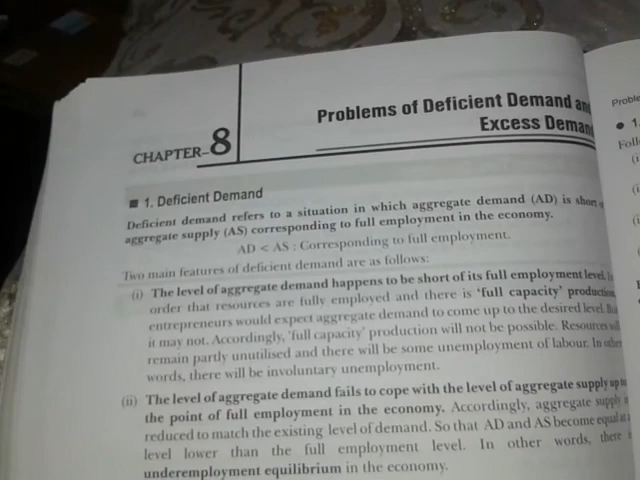 CHAPTER–8
Problems of Deficient Demand
Excess Demand
1. Deficient Demand
Deficient demand refers to a situation in which aggregate demand (AD) is short
aggregate supply (AS) corresponding to full employment in the economy.
AD < AS : Corresponding to full employment.
Two main features of deficient demand are as follows:
(i) The level of aggregate demand happens to be short of its full employment level.
order that resources are fully employed and there is 'full capacity' production,
entrepreneurs would expect aggregate demand to come up to the desired level. But
it may not. Accordingly, 'full capacity' production will not be possible. Resources will
remain partly unutilised and there will be some unemployment of labour. In other
words, there will be involuntary unemployment.
(ii) The level of aggregate demand fails to cope with the level of aggregate supply up to
the point of full employment in the economy. Accordingly, aggregate supply
reduced to match the existing level of demand. So that AD and AS become equal at
level lower than the full employment level. In other words, there
underemployment equilibrium in the economy.
Proble
1.
Foll
(i